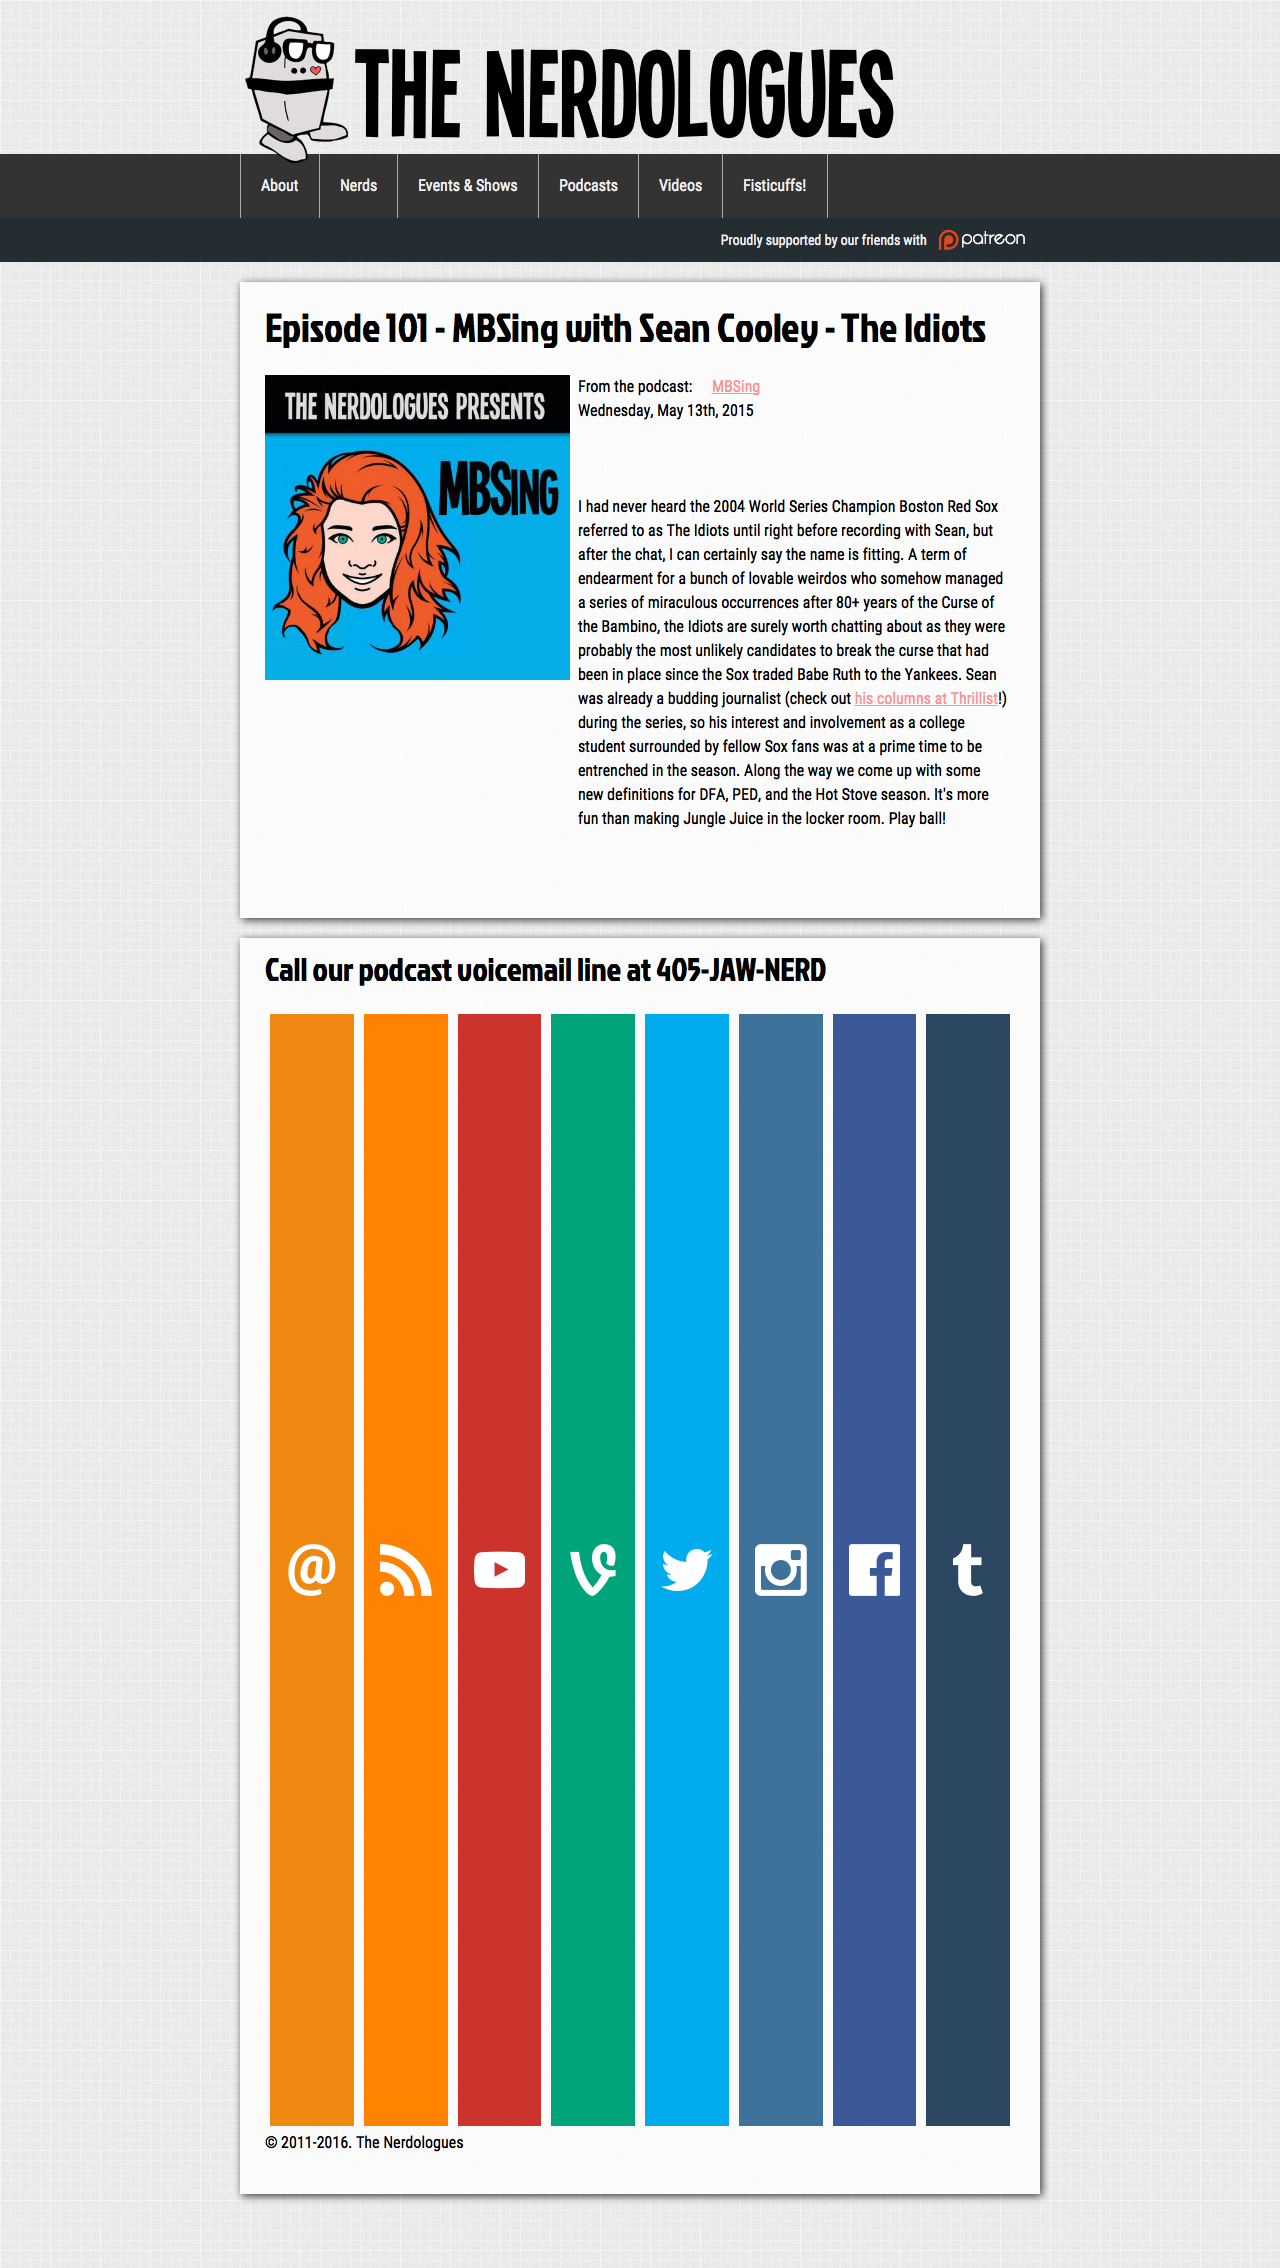 THE NERDOLOGUES
About
Nerds
Events & Shows
Podcasts
Videos
Fisticuffs!
Proudly supported by our friends with patreon
Episode 101 - MBSing with Sean Cooley - The Idiots
THE NERDOLOGUES PRESENTS
MBSING
From the podcast: MBSing
Wednesday, May 13th, 2015
I had never heard the 2004 World Series Champion Boston Red Sox
referred to as The Idiots until right before recording with Sean, but
after the chat, I can certainly say the name is fitting. A term of
endearment for a bunch of lovable weirdos who somehow managed
a series of miraculous occurrences after 80+ years of the Curse of
the Bambino, the Idiots are surely worth chatting about as they were
probably the most unlikely candidates to break the curse that had
been in place since the Sox traded Babe Ruth to the Yankees. Sean
was already a budding journalist (check out his columns at Thrillist!)
during the series, so his interest and involvement as a college
student surrounded by fellow Sox fans was at a prime time to be
entrenched in the season. Along the way we come up with some
new definitions for DFA, PED, and the Hot Stove season. It's more
fun than making Jungle Juice in the locker room. Play ball!
Call our podcast voicemail line at 405-JAW-NERD
© 2011-2016. The Nerdologues